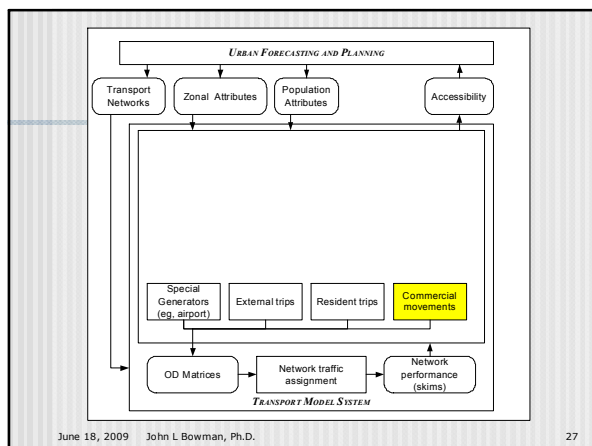 URBAN FORECASTING AND PLANNING
Transport
Networks
Zonal Attributes
Population
Attributes
Accessibility
Special
Generators
(eg, airport)
External trips
Resident trips
Commercial
movements
OD Matrices
Network traffic
assignment
Network
performance
(skims)
TRANSPORT MODEL SYSTEM
June 18, 2009 John L Bowman, Ph.D. 27